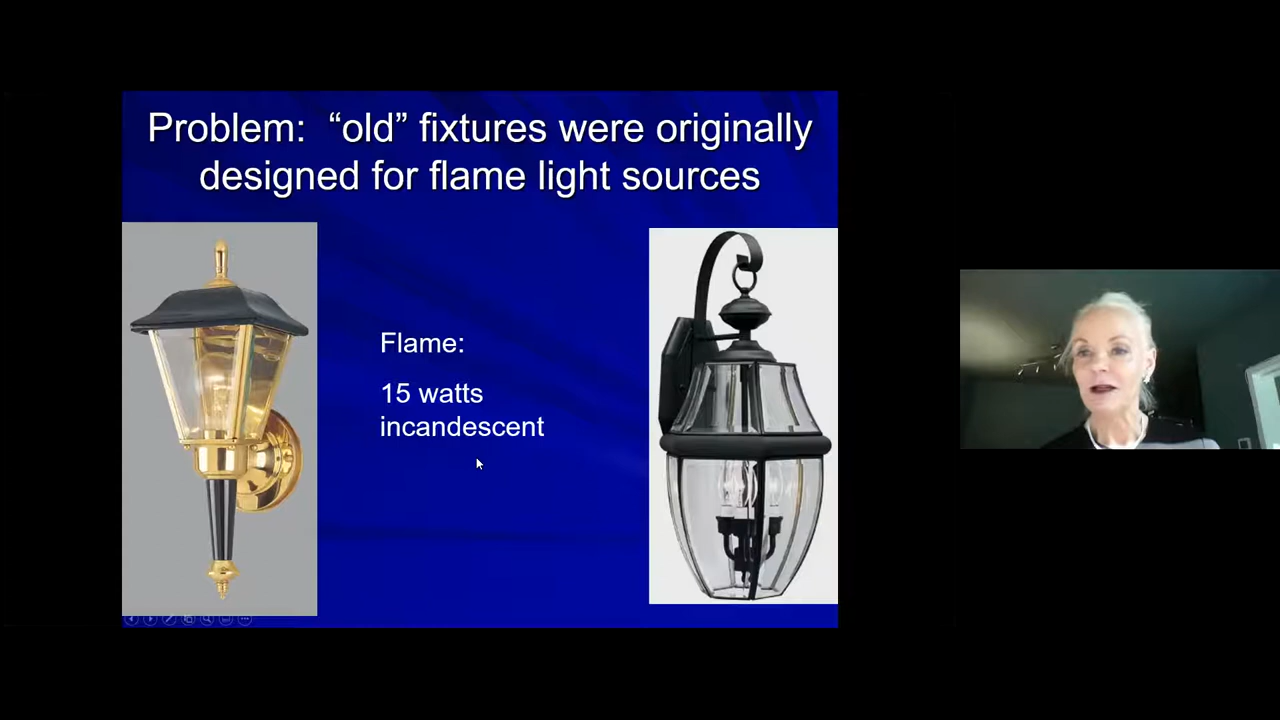 Problem:  “old” fixtures were originally
designed for flame light sources
Flame:
15 watts
incandescent